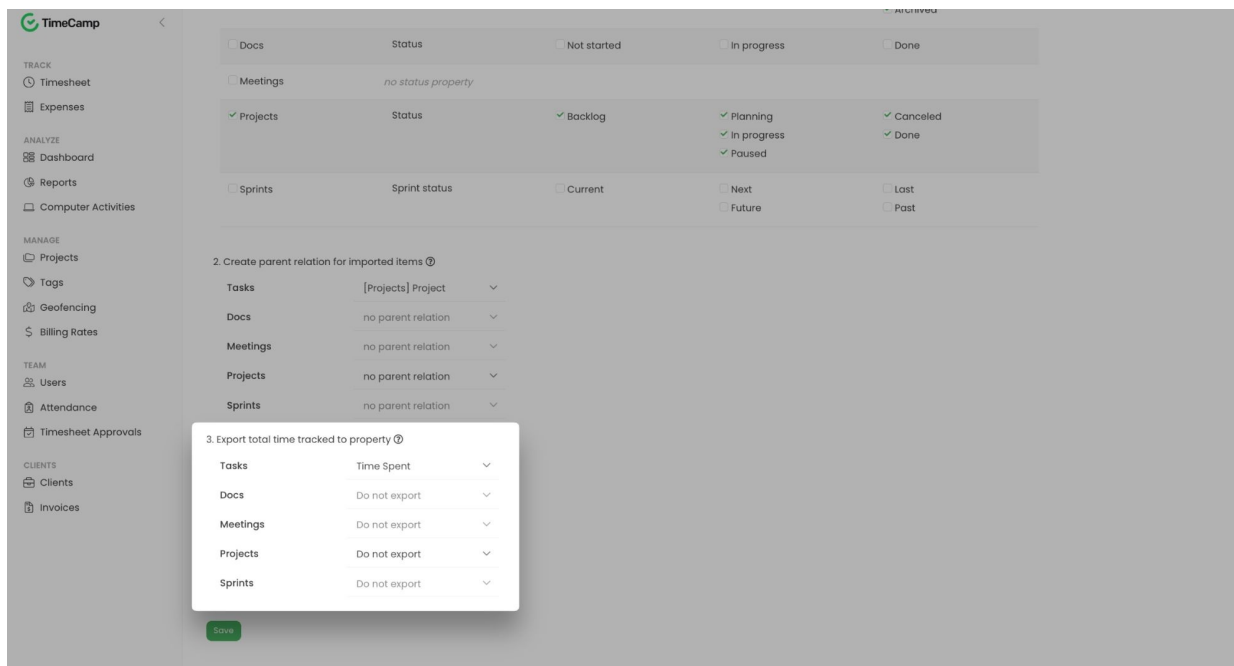 TimeCamp
TRACK
Timesheet
Expenses
ANALYZE
Dashboard
Reports
Computer Activities
MANAGE
Projects
Tags
Geofencing
Billing Rates
TEAM
Users
Attendance
Timesheet Approvals
CLIENTS
Clients
Invoices
Archived
Docs Status Not started In progress Done
Meetings no status property
Projects Status Backlog Planning Canceled
In progress Done
Paused
Sprints Sprint status Current Next Last
Future Past
2. Create parent relation for imported items
Tasks [Projects] Project
Docs no parent relation
Meetings no parent relation
Projects no parent relation
Sprints no parent relation
3. Export total time tracked to property
Tasks Time Spent
Docs Do not export
Meetings Do not export
Projects Do not export
Sprints Do not export
Save